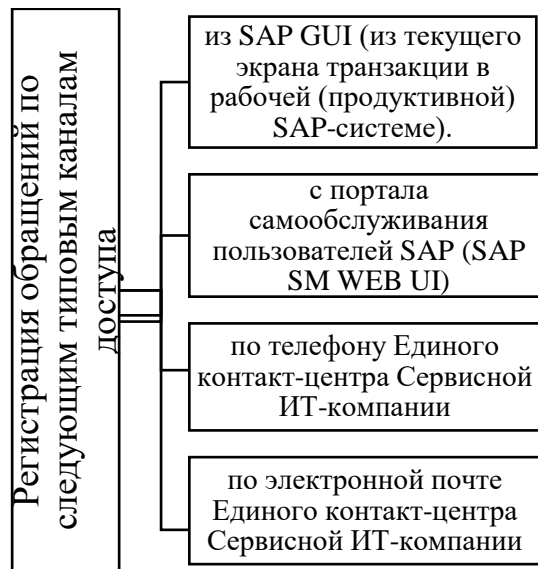 Регистрация обращений по
следующим типовым каналам
доступа
из SAP GUI (из текущего
экрана транзакции в
рабочей (продуктивной)
SAP-системе).
с портала
самообслуживания
пользователей SAP (SAP
SM WEB UI)
по телефону Единого
контакт-центра Сервисной
ИТ-компании
по электронной почте
Единого контакт-центра
Сервисной ИТ-компании